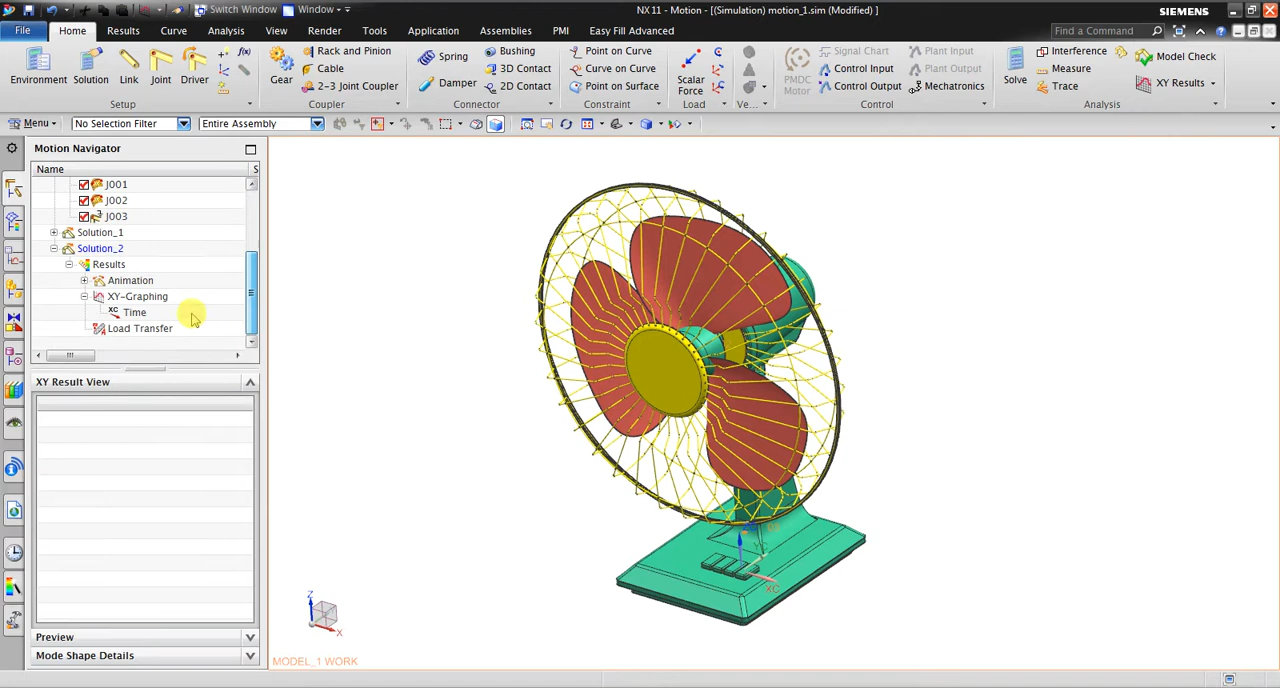 Switch Window Window
NX 11 - Motion - [(Simulation) motion_1.sim (Modified) ]
SIEMENS
File Home Results Curve Analysis View Render Tools Application Assemblies PMI Easy Fill Advanced
Find a Command
Environment Solution Link Joint Driver
f(x)
Setup
Gear
Rack and Pinion
Cable
2-3 Joint Coupler
Coupler
Spring
Damper
Bushing
3D Contact
2D Contact
Connector
Point on Curve
Curve on Curve
Point on Surface
Constraint
Scalar Force
Load
Ve...
PMDC Motor
Signal Chart
Control Input
Control Output
Plant Input
Plant Output
Mechatronics
Control
Solve
Interference
Measure
Trace
Model Check
XY Results
Analysis
Menu
No Selection Filter
Entire Assembly
Motion Navigator
Name S
J001
J002
J003
Solution_1
Solution_2
Results
Animation
XY-Graphing
XC Time
Load Transfer
XY Result View
Preview
Mode Shape Details
YC
XC
Z
X
MODEL_1 WORK